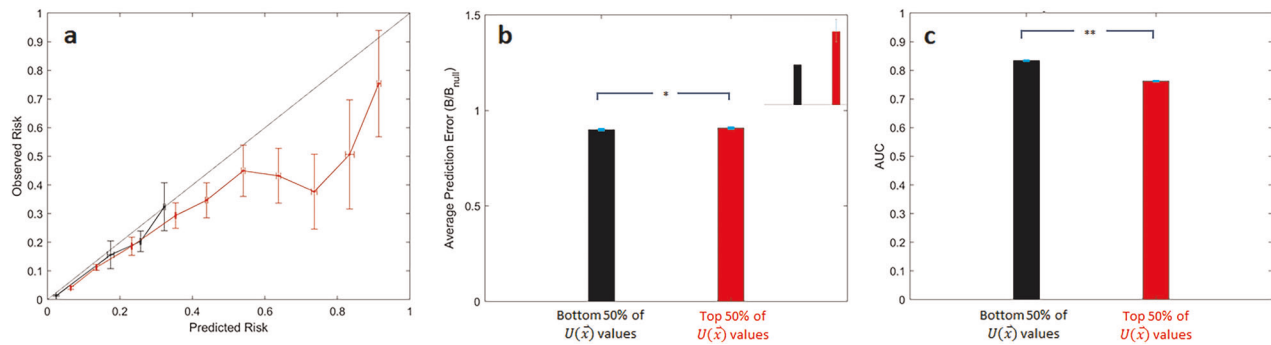 a
Observed Risk
1
0.9
0.8
0.7
0.6
0.5
0.4
0.3
0.2
0.1
0
0
0.2
0.4
0.6
0.8
1
Predicted Risk
b
Average Prediction Error (B/B_null)
1.5
1
0.5
0
*
Bottom 50% of
U(x⃗) values
Top 50% of
U(x⃗) values
c
AUC
1
0.9
0.8
0.7
0.6
0.5
0.4
0.3
0.2
0.1
0
**
Bottom 50% of
U(x⃗) values
Top 50% of
U(x⃗) values